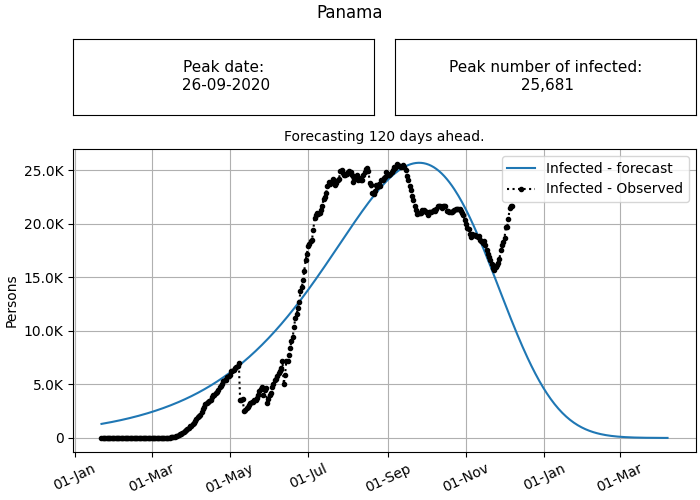 Panama
Peak date:
26-09-2020
Peak number of infected:
25,681
Forecasting 120 days ahead.
Infected - forecast
Infected - Observed
Persons
25.0K
20.0K
15.0K
10.0K
5.0K
0
01-Jan
01-Mar
01-May
01-Jul
01-Sep
01-Nov
01-Jan
01-Mar